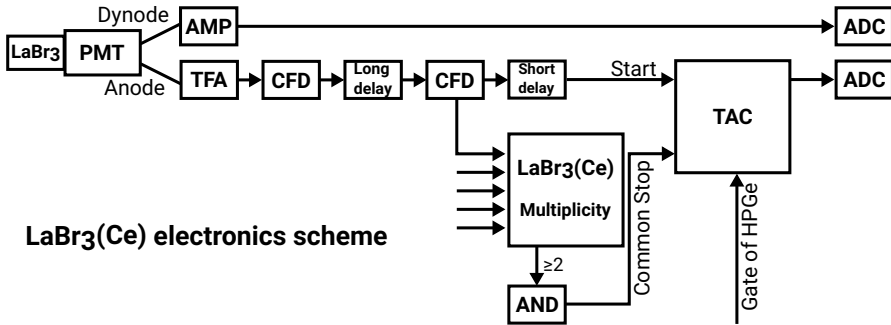 Dynode
AMP
ADC
LaBr3
PMT
Anode
TFA
CFD
Long
delay
CFD
Short
delay
Start
TAC
ADC
LaBr3(Ce)
Multiplicity
Common Stop
Gate of HPGe
LaBr3(Ce) electronics scheme
≥2
AND